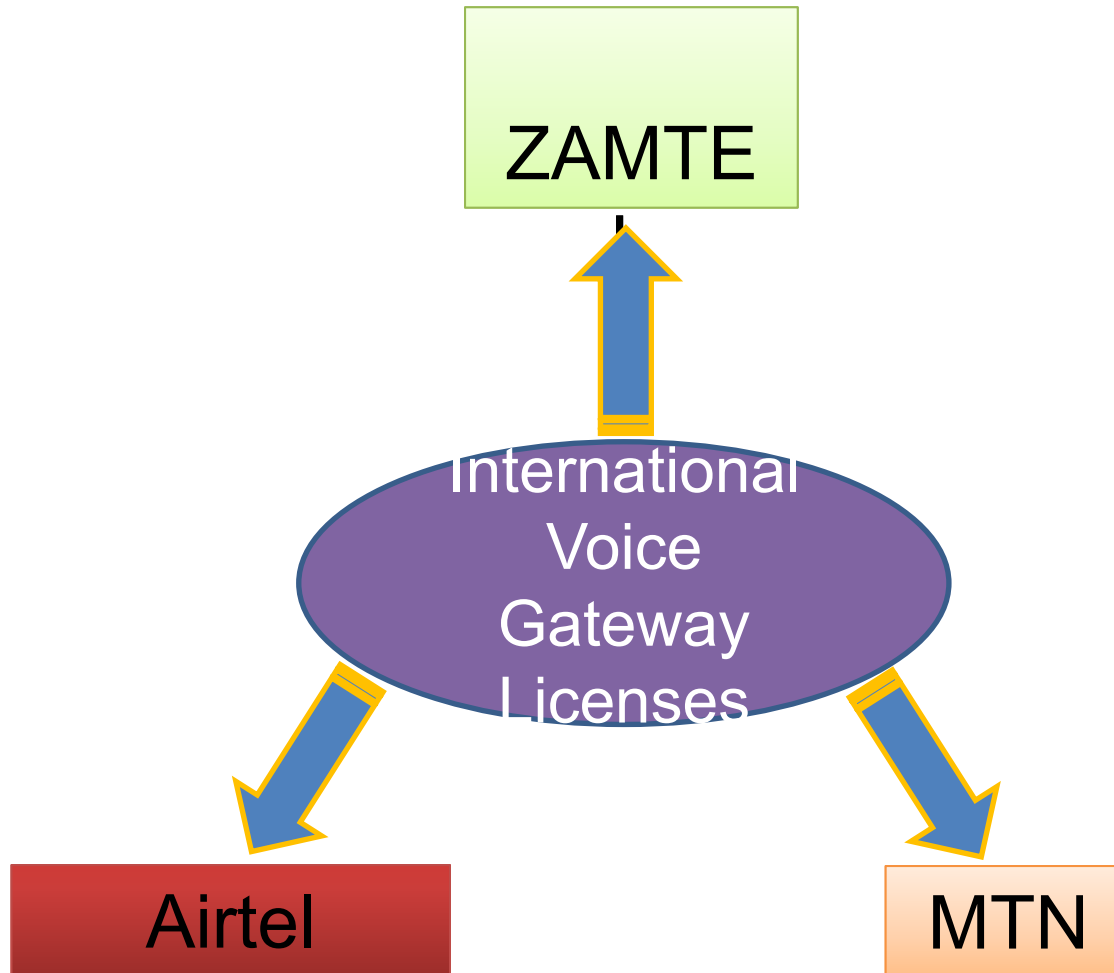 ZAMTE
International
Voice
Gateway
Licenses
Airtel
MTN